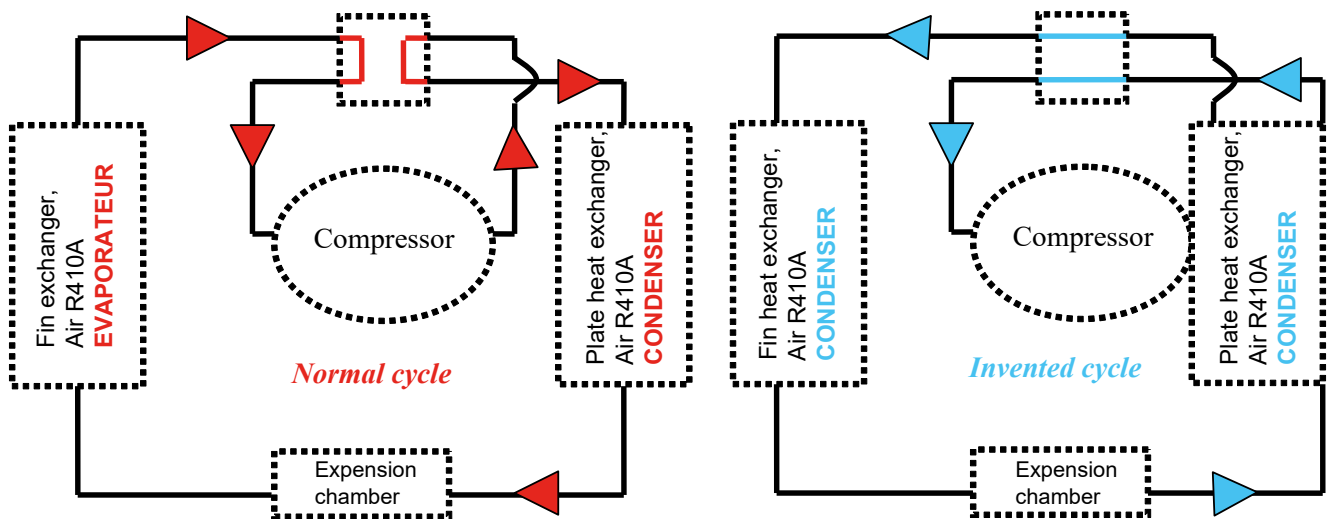 Fin exchanger,
Air R410A
EVAPORATEUR
Compressor
Plate heat exchanger,
Air R410A
CONDENSER
Normal cycle
Expension
chamber
Fin heat exchanger,
Air R410A
CONDENSER
Compressor
Plate heat exchanger,
Air R410A
CONDENSER
Invented cycle
Expension
chamber